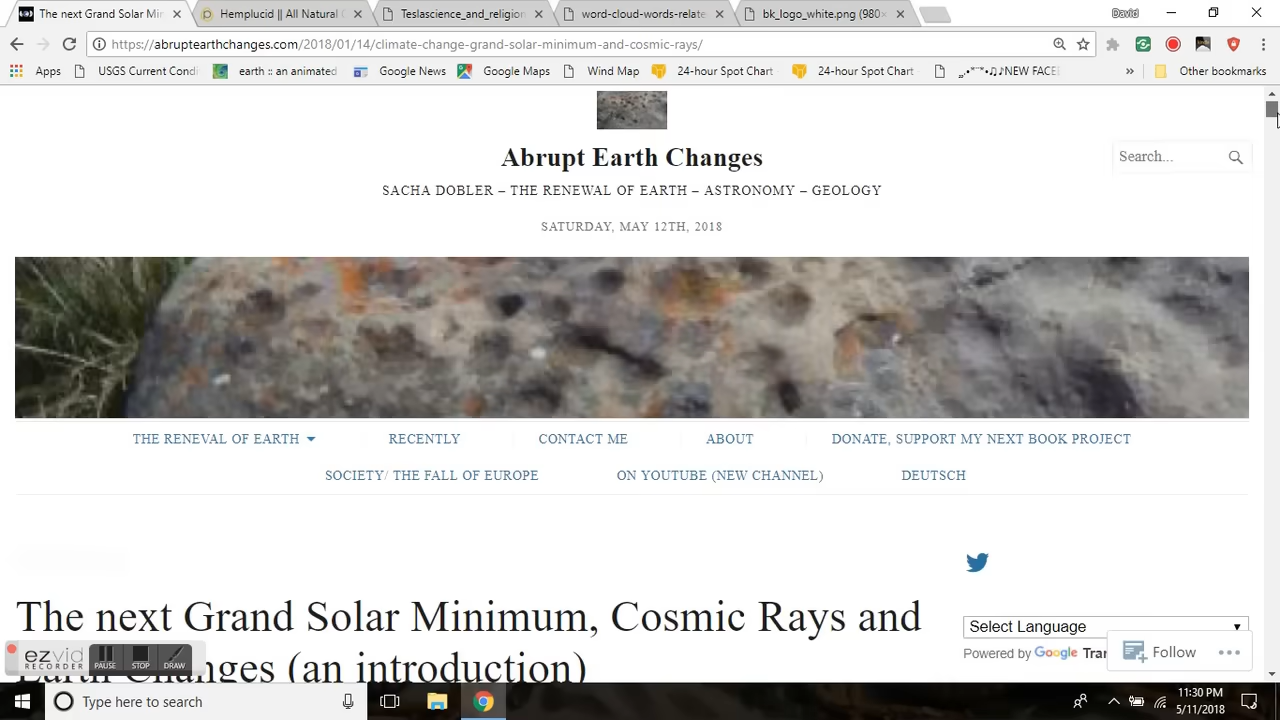 The next Grand Solar Min
Hemplucid || All Natural C
Teslascience_and_religion
word-cloud-words-relate
bk_logo_white.png (980×
David
https://abruptearthchanges.com/2018/01/14/climate-change-grand-solar-minimum-and-cosmic-rays/
Apps
USGS Current Condi
earth :: an animated
Google News
Google Maps
Wind Map
24-hour Spot Chart
24-hour Spot Chart
„.•*¨*•♫♪NEW FACE
»
Other bookmarks
Abrupt Earth Changes
Search...
SACHA DOBLER – THE RENEWAL OF EARTH – ASTRONOMY – GEOLOGY
SATURDAY, MAY 12TH, 2018
THE RENEVAL OF EARTH
RECENTLY
CONTACT ME
ABOUT
DONATE, SUPPORT MY NEXT BOOK PROJECT
SOCIETY/ THE FALL OF EUROPE
ON YOUTUBE (NEW CHANNEL)
DEUTSCH
The next Grand Solar Minimum, Cosmic Rays and
Earth Changes (an introduction)
Select Language
Powered by Google Tran
Follow
ezvid
RECORDER
PAUSE
STOP
DRAW
Type here to search
11:30 PM
5/11/2018